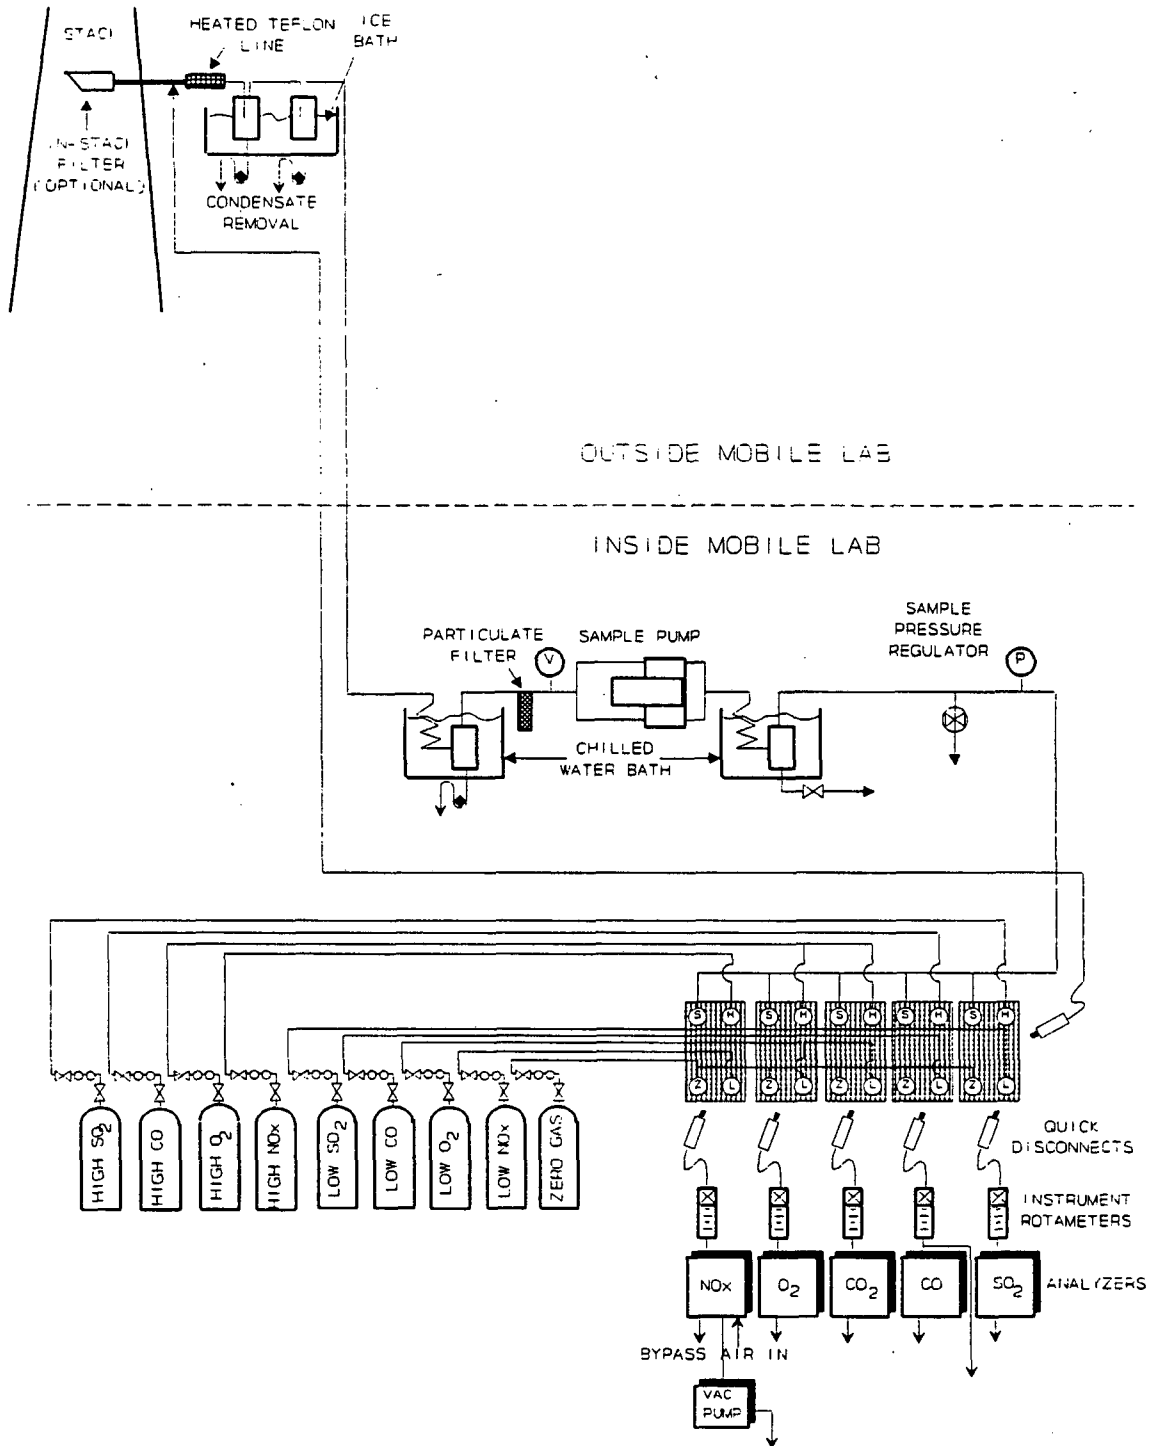 STACK
HEATED TEFLON
LINE
ICE
BATH
IN-STACK
FILTER
(OPTIONAL)
CONDENSATE
REMOVAL
OUTSIDE MOBILE LAB
INSIDE MOBILE LAB
PARTICULATE
FILTER
V
SAMPLE PUMP
SAMPLE
PRESSURE
REGULATOR
P
CHILLED
WATER BATH
S H S H S H S H S H
Z L Z L Z L Z L Z L
HIGH SO2
HIGH CO
HIGH O2
HIGH NOx
LOW SO2
LOW CO
LOW O2
LOW NOx
ZERO GAS
QUICK
DISCONNECTS
INSTRUMENT
ROTAMETERS
NOx
O2
CO2
CO
SO2
ANALYZERS
BYPASS AIR IN
VAC
PUMP